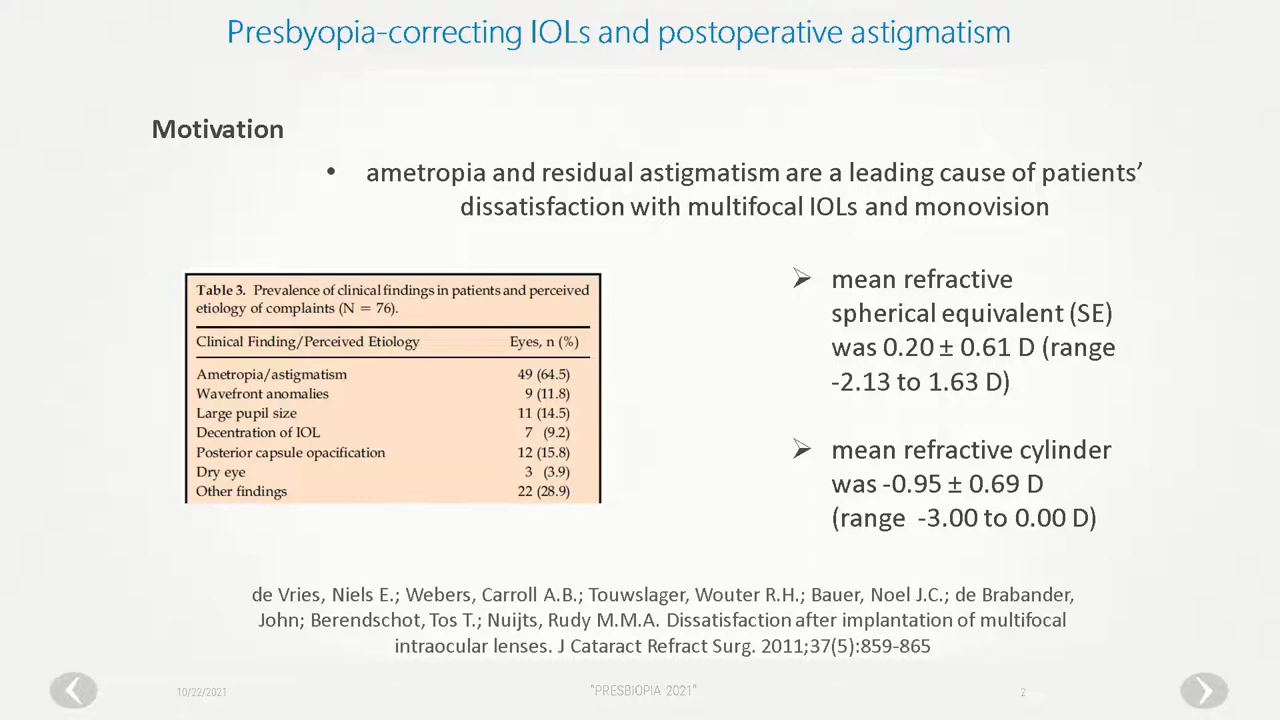 Presbyopia-correcting IOLs and postoperative astigmatism
Motivation
• ametropia and residual astigmatism are a leading cause of patients’
dissatisfaction with multifocal IOLs and monovision
Table 3. Prevalence of clinical findings in patients and perceived
etiology of complaints (N = 76).
Clinical Finding/Perceived Etiology Eyes, n (%)
Ametropia/astigmatism 49 (64.5)
Wavefront anomalies 9 (11.8)
Large pupil size 11 (14.5)
Decentration of IOL 7 (9.2)
Posterior capsule opacification 12 (15.8)
Dry eye 3 (3.9)
Other findings 22 (28.9)
➢ mean refractive
spherical equivalent (SE)
was 0.20 ± 0.61 D (range
-2.13 to 1.63 D)
➢ mean refractive cylinder
was -0.95 ± 0.69 D
(range -3.00 to 0.00 D)
de Vries, Niels E.; Webers, Carroll A.B.; Touwslager, Wouter R.H.; Bauer, Noel J.C.; de Brabander,
John; Berendschot, Tos T.; Nuijts, Rudy M.M.A. Dissatisfaction after implantation of multifocal
intraocular lenses. J Cataract Refract Surg. 2011;37(5):859-865
10/22/2021 "PRESBIOPIA 2021" 2